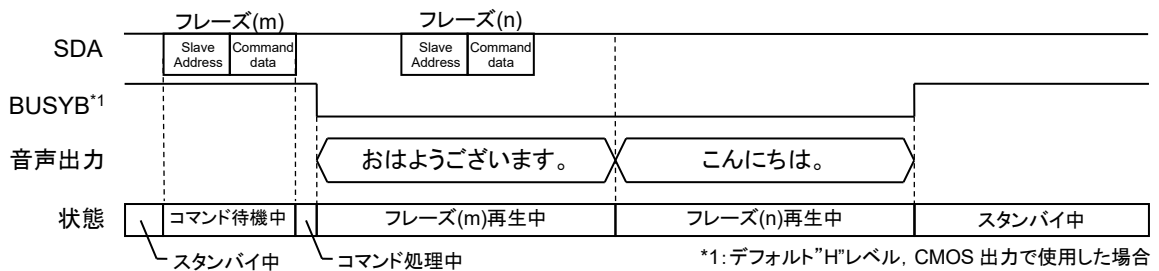 フレーズ(m)
フレーズ(n)
SDA
Slave Address
Command data
Slave Address
Command data
BUSYB*1
音声出力
おはようございます。
こんにちは。
状態
コマンド待機中
フレーズ(m)再生中
フレーズ(n)再生中
スタンバイ中
スタンバイ中
コマンド処理中
*1:デフォルト”H”レベル, CMOS 出力で使用した場合